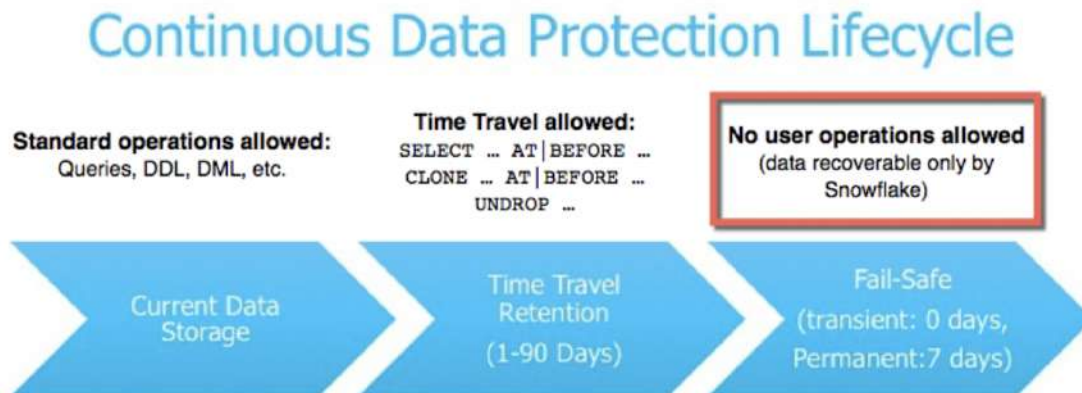 Continuous Data Protection Lifecycle
Standard operations allowed:
Queries, DDL, DML, etc.
Time Travel allowed:
SELECT … AT|BEFORE …
CLONE … AT|BEFORE …
UNDROP …
No user operations allowed
(data recoverable only by
Snowflake)
Current Data
Storage
Time Travel
Retention
(1-90 Days)
Fail-Safe
(transient: 0 days,
Permanent:7 days)